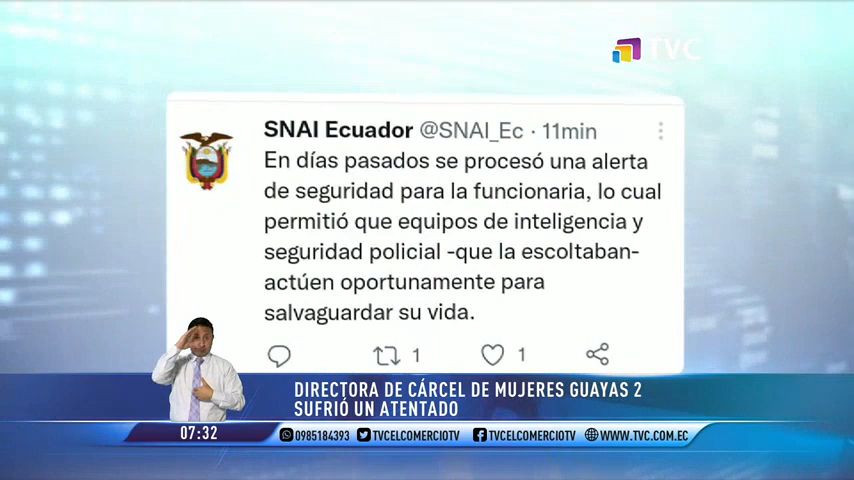 TVC
SNAI Ecuador @SNAI_Ec · 11min
En días pasados se procesó una alerta
de seguridad para la funcionaria, lo cual
permitió que equipos de inteligencia y
seguridad policial -que la escoltaban-
actúen oportunamente para
salvaguardar su vida.
1 1
DIRECTORA DE CÁRCEL DE MUJERES GUAYAS 2
SUFRIÓ UN ATENTADO
07:32 0985184393 TVCELCOMERCIOTV TVCELCOMERCIOTV WWW.TVC.COM.EC